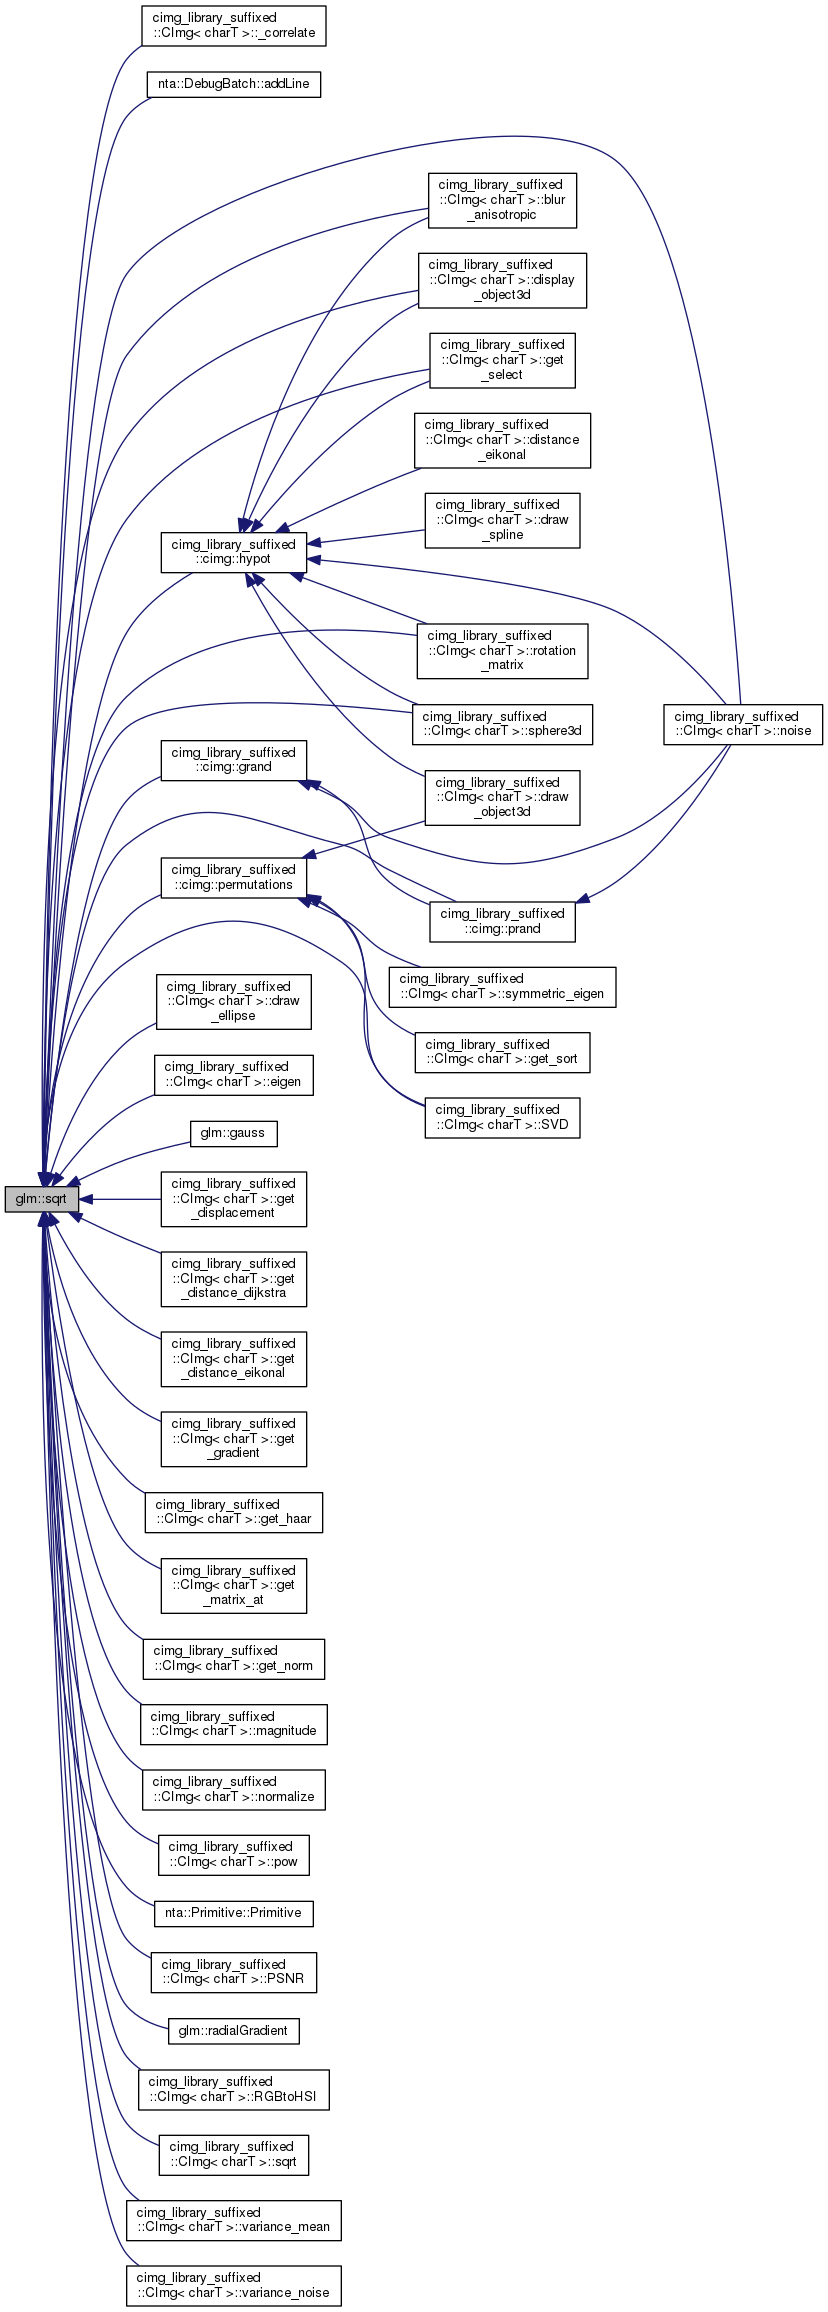 cimg_library_suffixed
::CImg< charT >::_correlate
nta::DebugBatch::addLine
cimg_library_suffixed
::CImg< charT >::blur
_anisotropic
cimg_library_suffixed
::CImg< charT >::display
_object3d
cimg_library_suffixed
::CImg< charT >::get
_select
cimg_library_suffixed
::CImg< charT >::distance
_eikonal
cimg_library_suffixed
::CImg< charT >::draw
_spline
cimg_library_suffixed
::cimg::hypot
cimg_library_suffixed
::CImg< charT >::rotation
_matrix
cimg_library_suffixed
::CImg< charT >::sphere3d
cimg_library_suffixed
::CImg< charT >::noise
cimg_library_suffixed
::cimg::grand
cimg_library_suffixed
::CImg< charT >::draw
_object3d
cimg_library_suffixed
::cimg::permutations
cimg_library_suffixed
::cimg::prand
cimg_library_suffixed
::CImg< charT >::symmetric_eigen
cimg_library_suffixed
::CImg< charT >::draw
_ellipse
cimg_library_suffixed
::CImg< charT >::get_sort
cimg_library_suffixed
::CImg< charT >::eigen
cimg_library_suffixed
::CImg< charT >::SVD
glm::gauss
glm::sqrt
cimg_library_suffixed
::CImg< charT >::get
_displacement
cimg_library_suffixed
::CImg< charT >::get
_distance_dijkstra
cimg_library_suffixed
::CImg< charT >::get
_distance_eikonal
cimg_library_suffixed
::CImg< charT >::get
_gradient
cimg_library_suffixed
::CImg< charT >::get_haar
cimg_library_suffixed
::CImg< charT >::get
_matrix_at
cimg_library_suffixed
::CImg< charT >::get_norm
cimg_library_suffixed
::CImg< charT >::magnitude
cimg_library_suffixed
::CImg< charT >::normalize
cimg_library_suffixed
::CImg< charT >::pow
nta::Primitive::Primitive
cimg_library_suffixed
::CImg< charT >::PSNR
glm::radialGradient
cimg_library_suffixed
::CImg< charT >::RGBtoHSI
cimg_library_suffixed
::CImg< charT >::sqrt
cimg_library_suffixed
::CImg< charT >::variance_mean
cimg_library_suffixed
::CImg< charT >::variance_noise